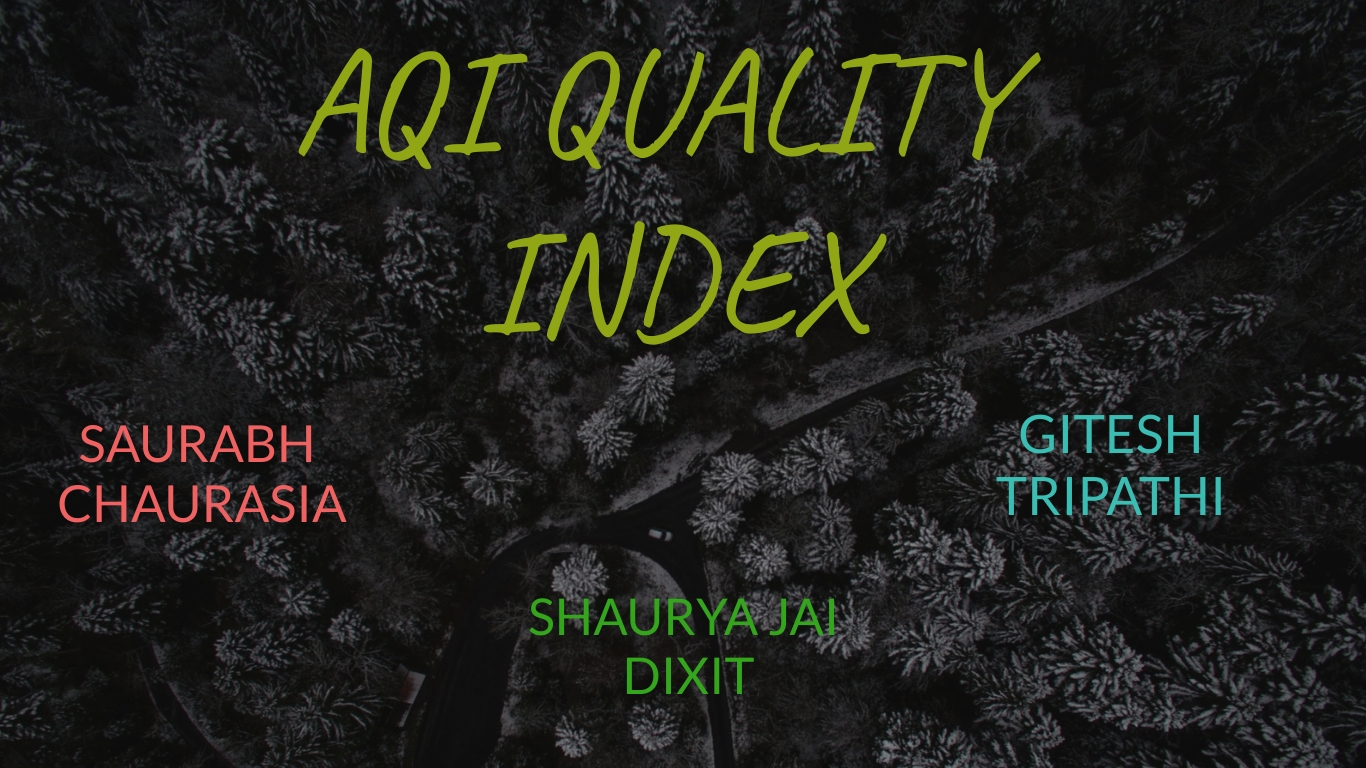 AQI QUALITY
INDEX
SAURABH
CHAURASIA
GITESH
TRIPATHI
SHAURYA JAI
DIXIT